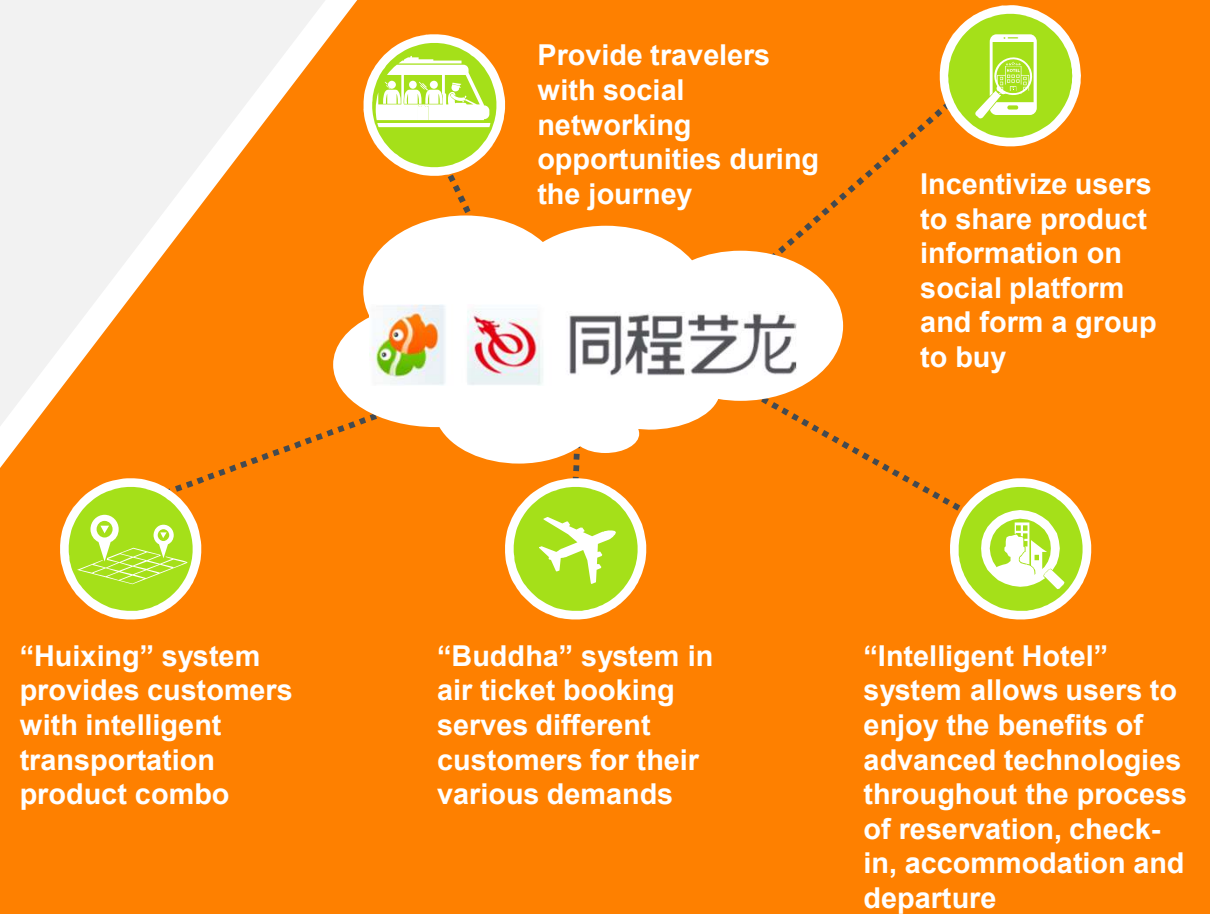 Provide travelers
with social
networking
opportunities during
the journey
HOTEL
Incentivize users
to share product
information on
social platform
and form a group
to buy
同程艺龙
“Huixing” system
provides customers
with intelligent
transportation
product combo
“Buddha” system in
air ticket booking
serves different
customers for their
various demands
“Intelligent Hotel”
system allows users to
enjoy the benefits of
advanced technologies
throughout the process
of reservation, check-
in, accommodation and
departure